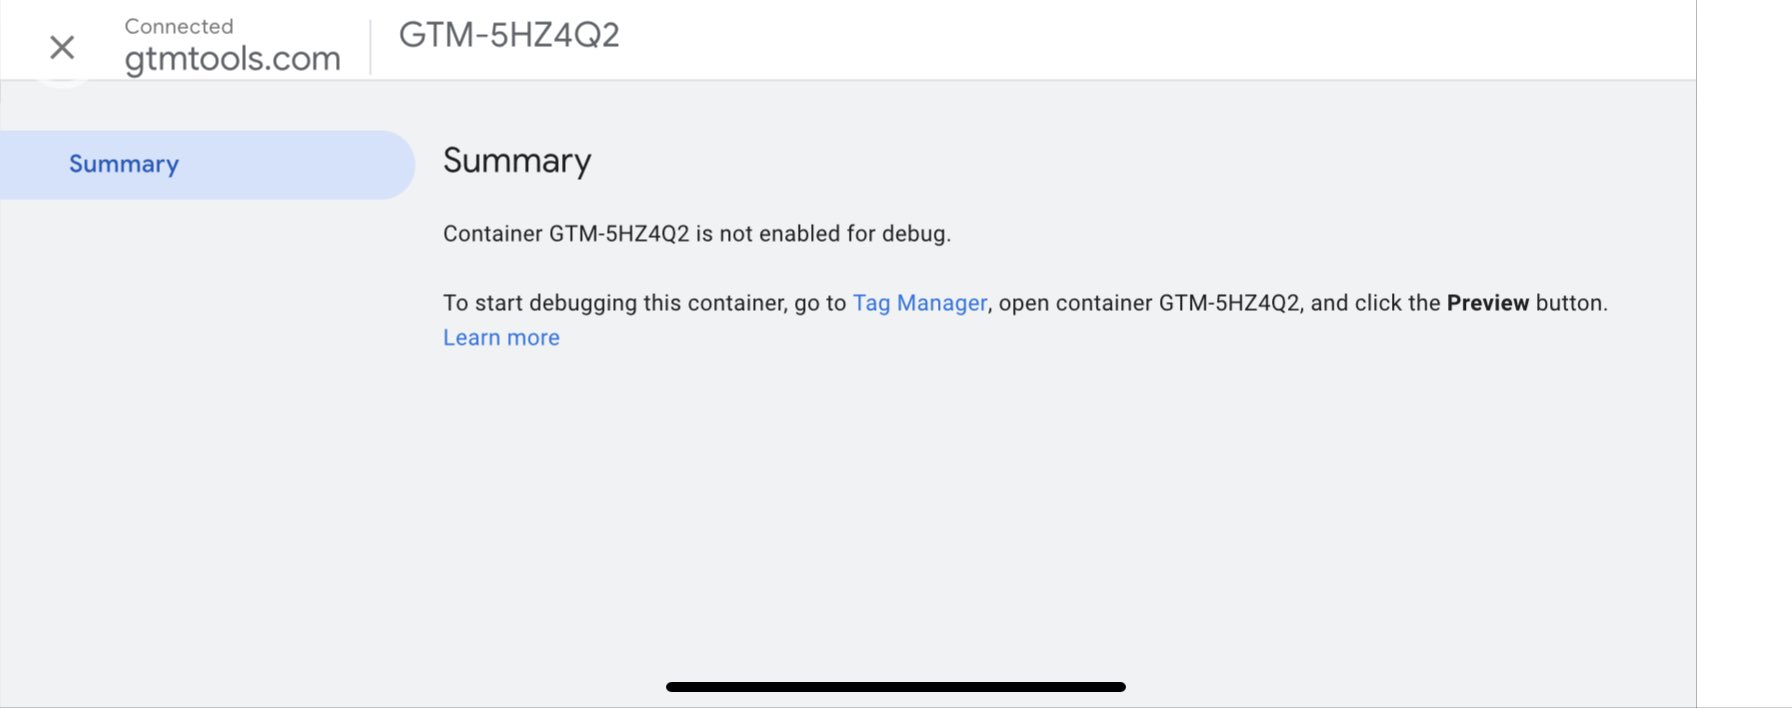 Connected
gtmtools.com
GTM-5HZ4Q2
Summary
Summary
Container GTM-5HZ4Q2 is not enabled for debug.
To start debugging this container, go to Tag Manager, open container GTM-5HZ4Q2, and click the Preview button.
Learn more